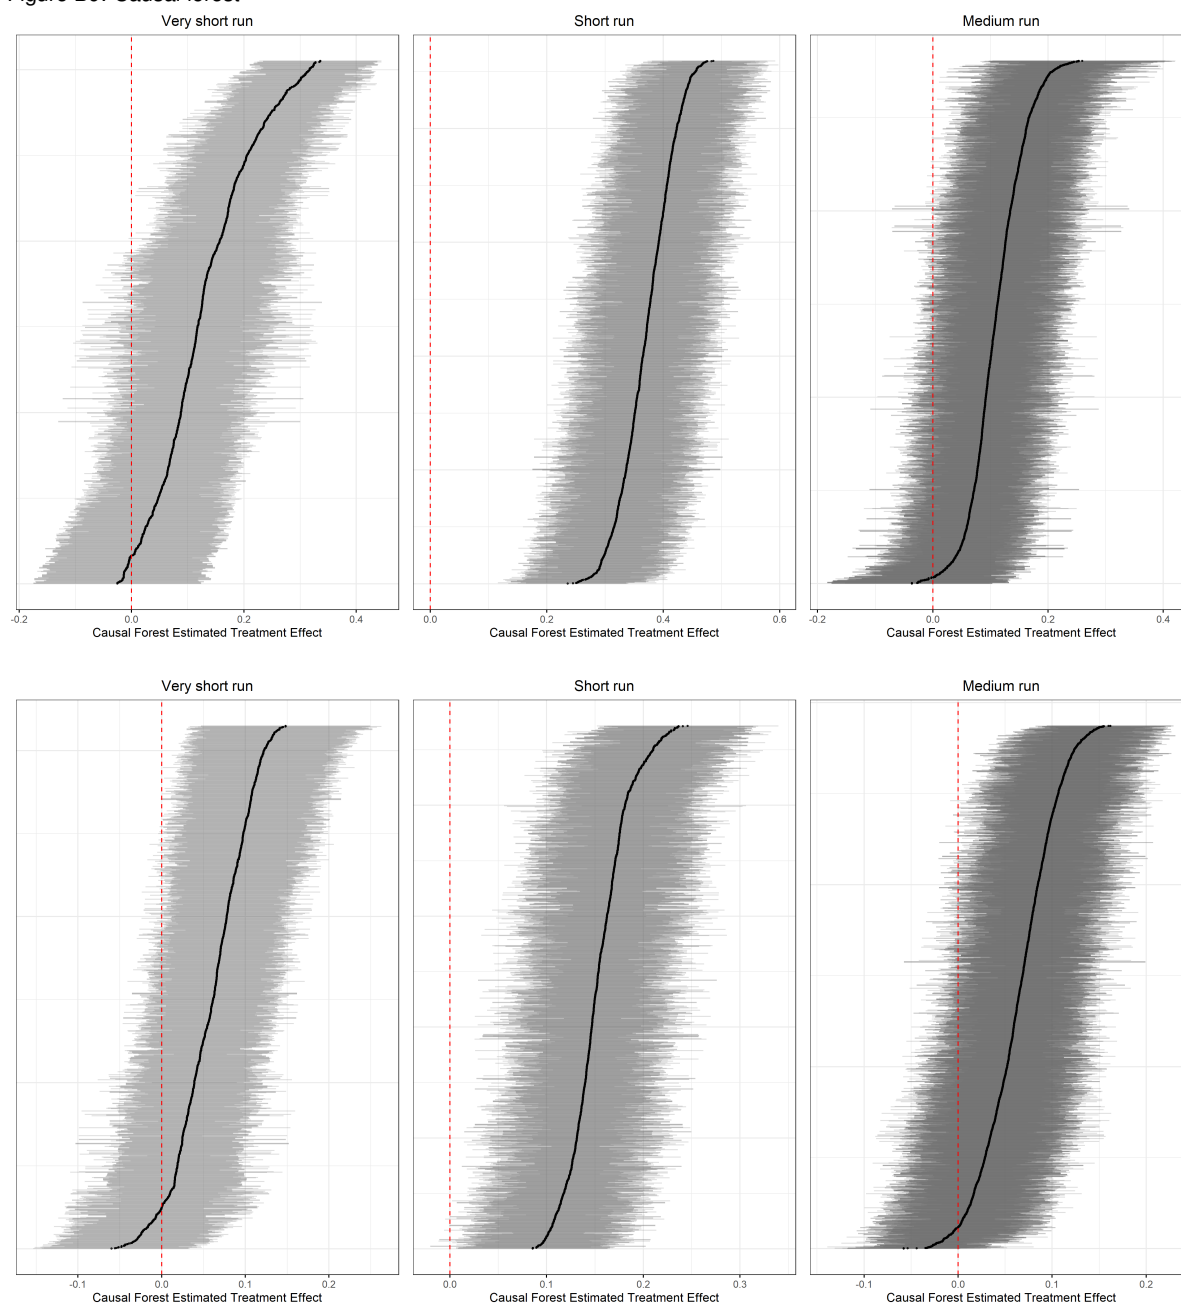 Causal forest
Very short run Short run Medium run
-0.2 0.0 0.2 0.4 0.0 0.2 0.4 0.6 -0.2 0.0 0.2 0.4
Causal Forest Estimated Treatment Effect Causal Forest Estimated Treatment Effect Causal Forest Estimated Treatment Effect
Very short run Short run Medium run
-0.1 0.0 0.1 0.2 0.0 0.1 0.2 0.3 -0.1 0.0 0.1 0.2
Causal Forest Estimated Treatment Effect Causal Forest Estimated Treatment Effect Causal Forest Estimated Treatment Effect